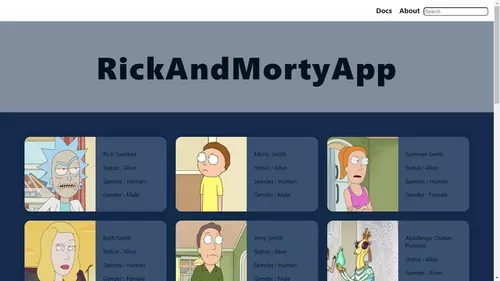 Docs
About
Search
RickAndMortyApp
Rick Sanchez
Status : Alive
Species : Human
Gender : Male
Morty Smith
Status : Alive
Species : Human
Gender : Male
Summer Smith
Status : Alive
Species : Human
Gender : Female
Beth Smith
Status : Alive
Species : Human
Gender : Female
Jerry Smith
Status : Alive
Species : Human
Gender : Male
Abadango Cluster
Princess
Status : Alive
Species : Alien